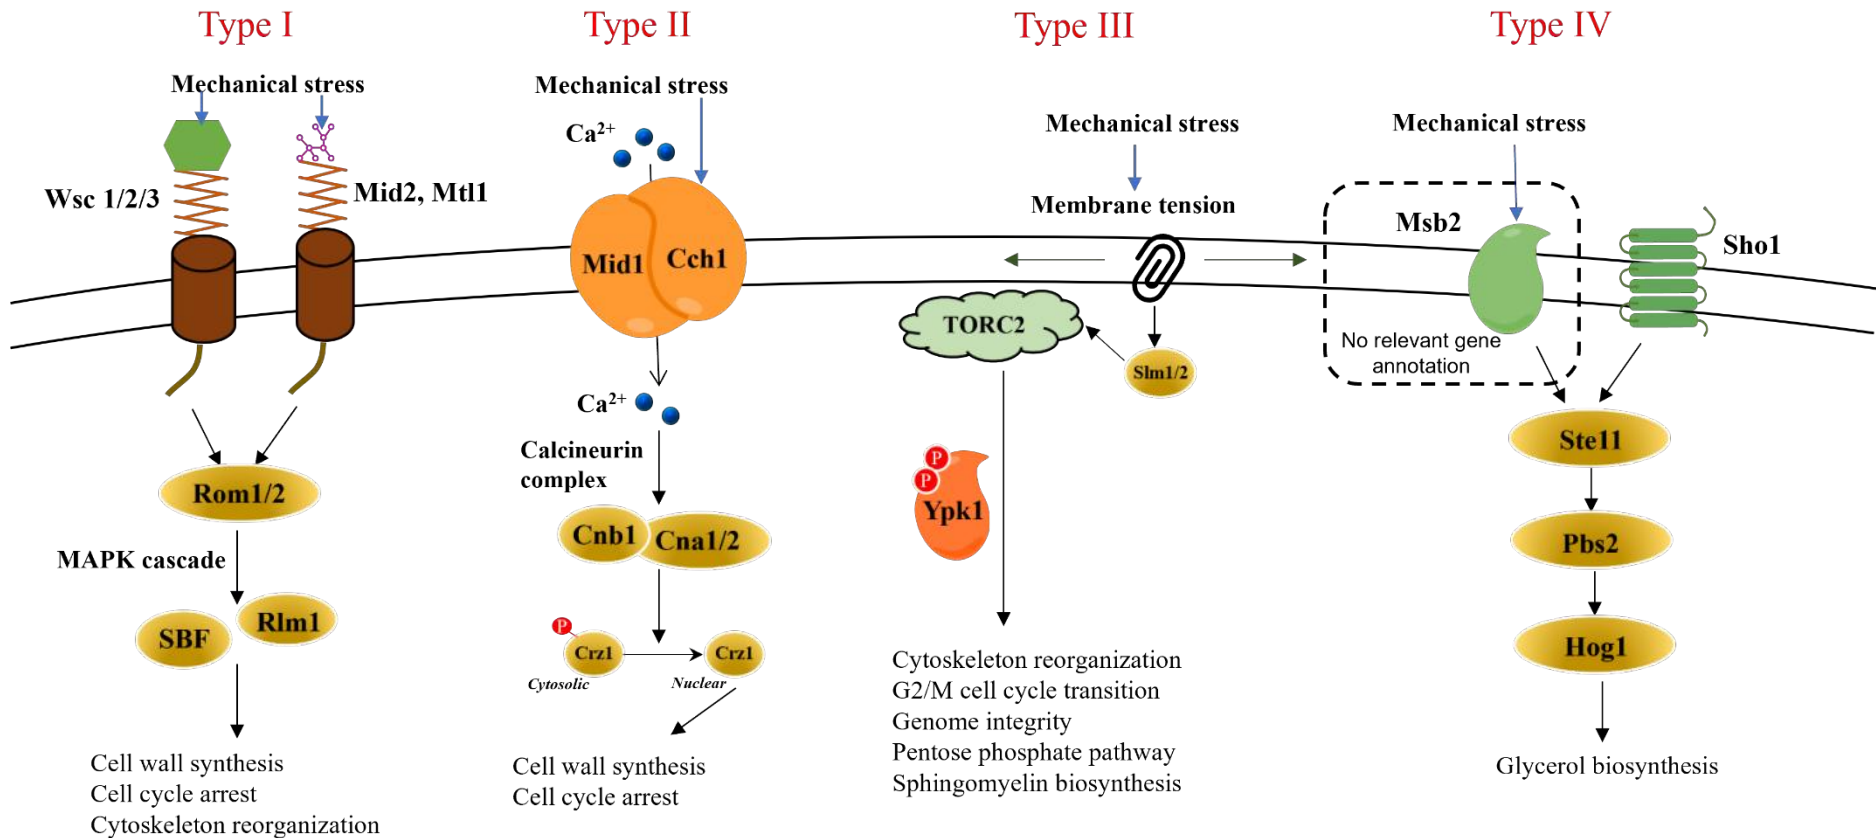 Type I
Mechanical stress
Wsc 1/2/3
Mid2, Mtl1
Rom1/2
MAPK cascade
SBF
Rlm1
Cell wall synthesis
Cell cycle arrest
Cytoskeleton reorganization
Type II
Mechanical stress
Ca²⁺
Mid1
Cch1
Ca²⁺
Calcineurin
complex
Cnb1
Cna1/2
P
Crz1
Crz1
Cytosolic
Nuclear
Cell wall synthesis
Cell cycle arrest
Type III
Mechanical stress
Membrane tension
TORC2
Slm1/2
P
P
Ypk1
Cytoskeleton reorganization
G2/M cell cycle transition
Genome integrity
Pentose phosphate pathway
Sphingomyelin biosynthesis
Type IV
Mechanical stress
Msb2
Sho1
No relevant gene
annotation
Ste11
Pbs2
Hog1
Glycerol biosynthesis